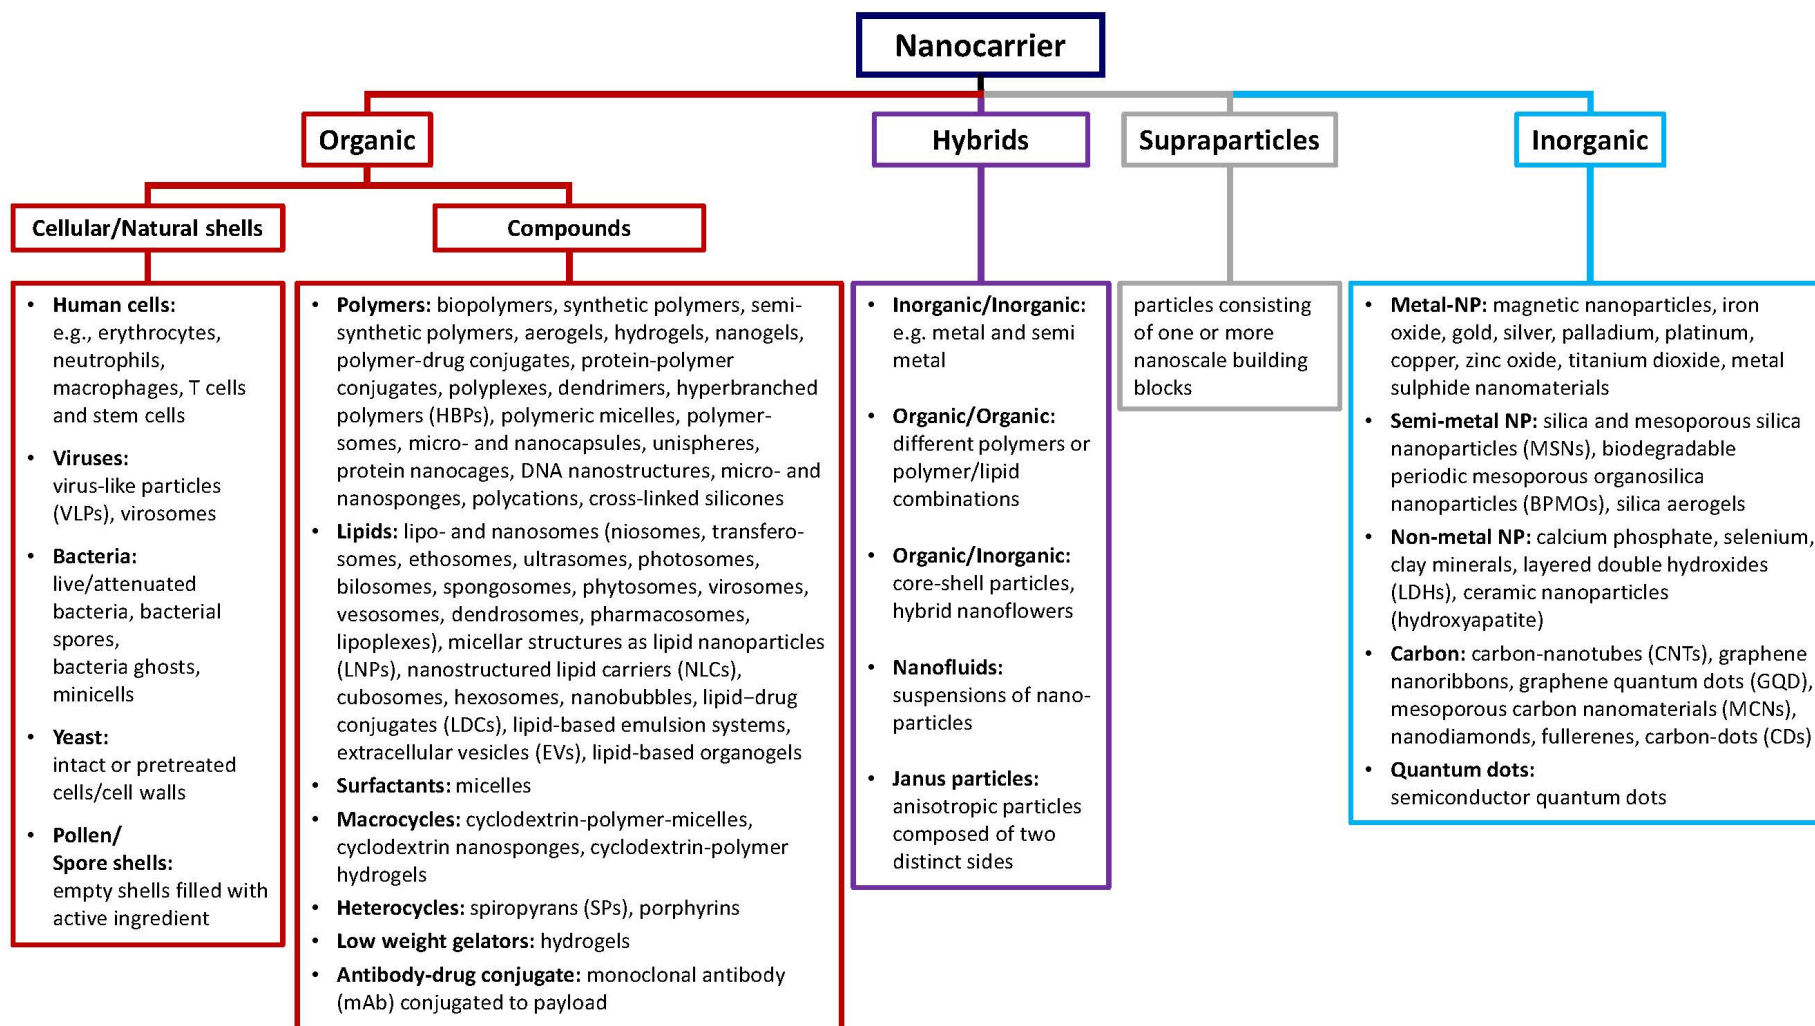 Nanocarrier
Organic
Hybrids
Supraparticles
Inorganic
Cellular/Natural shells
Compounds
• Human cells:
e.g., erythrocytes,
neutrophils,
macrophages, T cells
and stem cells
• Viruses:
virus-like particles
(VLPs), virosomes
• Bacteria:
live/attenuated
bacteria, bacterial
spores,
bacteria ghosts,
minicells
• Yeast:
intact or pretreated
cells/cell walls
• Pollen/
Spore shells:
empty shells filled with
active ingredient
• Polymers: biopolymers, synthetic polymers, semi-
synthetic polymers, aerogels, hydrogels, nanogels,
polymer-drug conjugates, protein-polymer
conjugates, polyplexes, dendrimers, hyperbranched
polymers (HBPs), polymeric micelles, polymer-
somes, micro- and nanocapsules, unispheres,
protein nanocages, DNA nanostructures, micro- and
nanosponges, polycations, cross-linked silicones
• Lipids: lipo- and nanosomes (niosomes, transfero-
somes, ethosomes, ultrasomes, photosomes,
bilosomes, spongosomes, phytosomes, virosomes,
vesosomes, dendrosomes, pharmacosomes,
lipoplexes), micellar structures as lipid nanoparticles
(LNPs), nanostructured lipid carriers (NLCs),
cubosomes, hexosomes, nanobubbles, lipid–drug
conjugates (LDCs), lipid-based emulsion systems,
extracellular vesicles (EVs), lipid-based organogels
• Surfactants: micelles
• Macrocycles: cyclodextrin-polymer-micelles,
cyclodextrin nanosponges, cyclodextrin-polymer
hydrogels
• Heterocycles: spiropyrans (SPs), porphyrins
• Low weight gelators: hydrogels
• Antibody-drug conjugate: monoclonal antibody
(mAb) conjugated to payload
• Inorganic/Inorganic:
e.g. metal and semi
metal
• Organic/Organic:
different polymers or
polymer/lipid
combinations
• Organic/Inorganic:
core-shell particles,
hybrid nanoflowers
• Nanofluids:
suspensions of nano-
particles
• Janus particles:
anisotropic particles
composed of two
distinct sides
particles consisting
of one or more
nanoscale building
blocks
• Metal-NP: magnetic nanoparticles, iron
oxide, gold, silver, palladium, platinum,
copper, zinc oxide, titanium dioxide, metal
sulphide nanomaterials
• Semi-metal NP: silica and mesoporous silica
nanoparticles (MSNs), biodegradable
periodic mesoporous organosilica
nanoparticles (BPMOs), silica aerogels
• Non-metal NP: calcium phosphate, selenium,
clay minerals, layered double hydroxides
(LDHs), ceramic nanoparticles
(hydroxyapatite)
• Carbon: carbon-nanotubes (CNTs), graphene
nanoribbons, graphene quantum dots (GQD),
mesoporous carbon nanomaterials (MCNs),
nanodiamonds, fullerenes, carbon-dots (CDs)
• Quantum dots:
semiconductor quantum dots